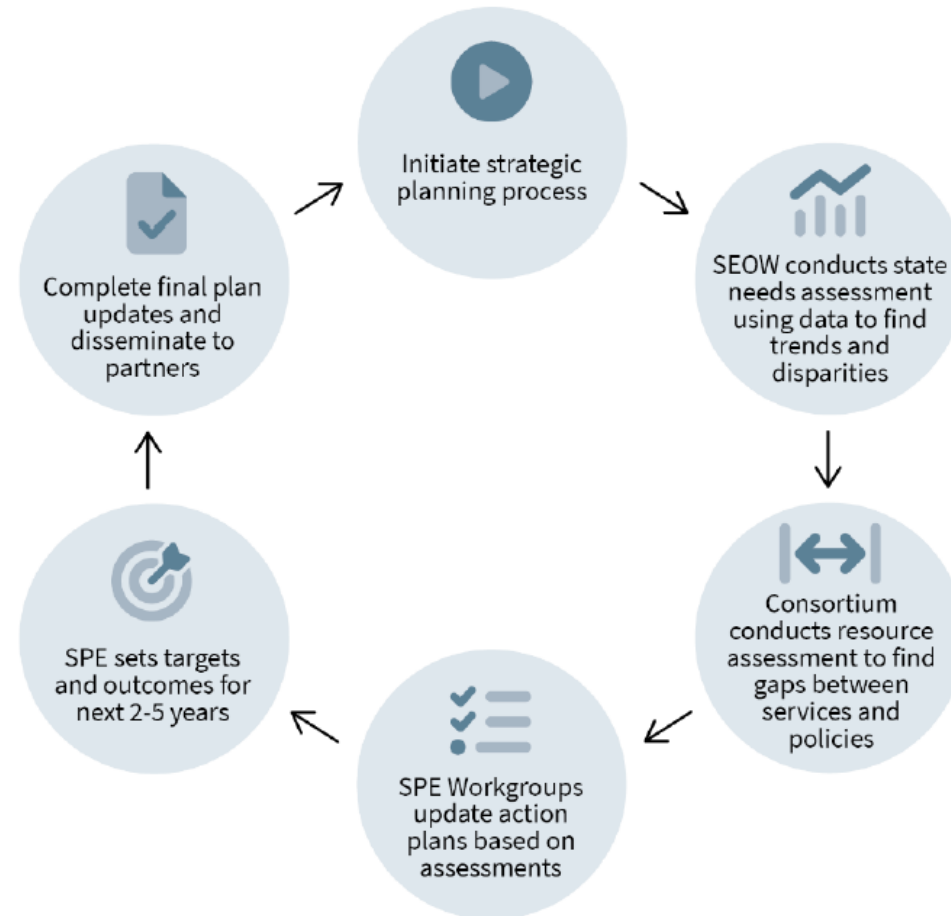 Initiate strategic
planning process
SEOW conducts state
needs assessment
using data to find
trends and
disparities
Consortium
conducts resource
assessment to find
gaps between
services and
policies
SPE Workgroups
update action
plans based on
assessments
SPE sets targets
and outcomes for
next 2-5 years
Complete final plan
updates and
disseminate to
partners